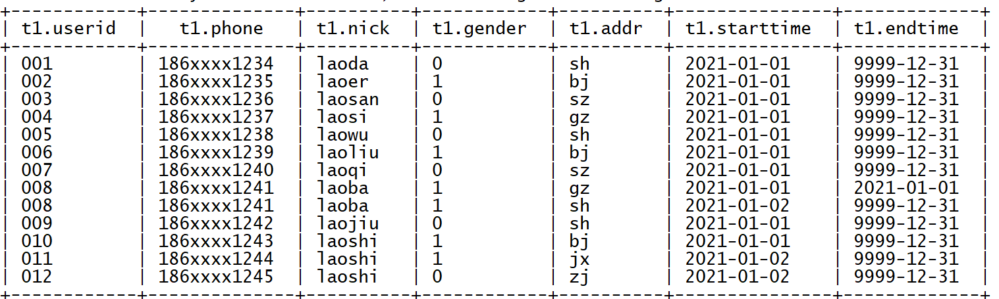 +------------+--------------+-----------+------------+----------+---------------+-------------+
| t1.userid | t1.phone | t1.nick | t1.gender | t1.addr | t1.starttime | t1.endtime |
+------------+--------------+-----------+------------+----------+---------------+-------------+
| 001 | 186xxxx1234 | laoda | 0 | sh | 2021-01-01 | 9999-12-31 |
| 002 | 186xxxx1235 | laoer | 1 | bj | 2021-01-01 | 9999-12-31 |
| 003 | 186xxxx1236 | laosan | 0 | sz | 2021-01-01 | 9999-12-31 |
| 004 | 186xxxx1237 | laosi | 1 | gz | 2021-01-01 | 9999-12-31 |
| 005 | 186xxxx1238 | laowu | 0 | sh | 2021-01-01 | 9999-12-31 |
| 006 | 186xxxx1239 | laoliu | 1 | bj | 2021-01-01 | 9999-12-31 |
| 007 | 186xxxx1240 | laoqi | 0 | sz | 2021-01-01 | 9999-12-31 |
| 008 | 186xxxx1241 | laoba | 1 | gz | 2021-01-01 | 2021-01-01 |
| 008 | 186xxxx1241 | laoba | 1 | sh | 2021-01-02 | 9999-12-31 |
| 009 | 186xxxx1242 | laojiu | 0 | sh | 2021-01-01 | 9999-12-31 |
| 010 | 186xxxx1243 | laoshi | 1 | bj | 2021-01-01 | 9999-12-31 |
| 011 | 186xxxx1244 | laoshi | 1 | jx | 2021-01-02 | 9999-12-31 |
| 012 | 186xxxx1245 | laoshi | 0 | zj | 2021-01-02 | 9999-12-31 |
+------------+--------------+-----------+------------+----------+---------------+-------------+